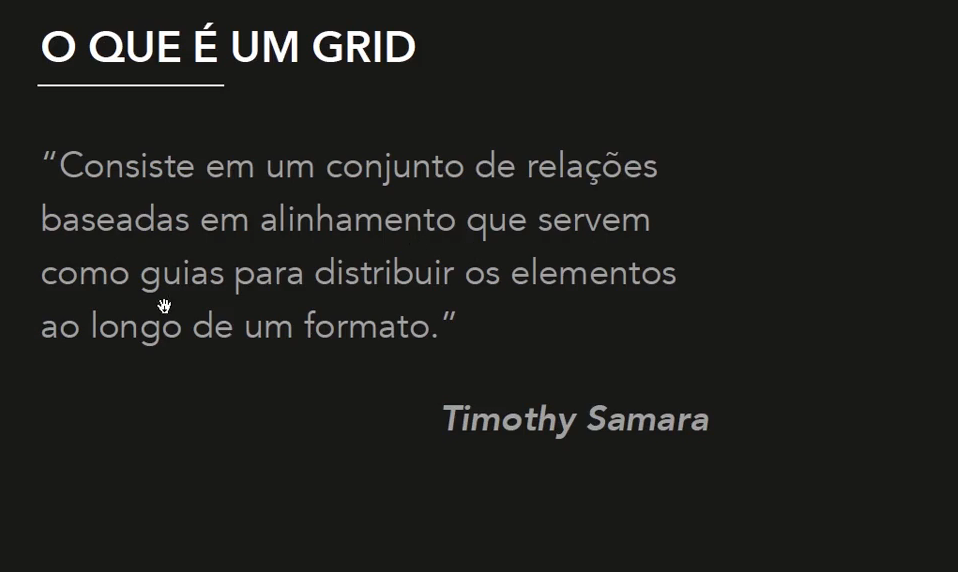 O QUE É UM GRID
“Consiste em um conjunto de relações
baseadas em alinhamento que servem
como guias para distribuir os elementos
ao longo de um formato.”
Timothy Samara